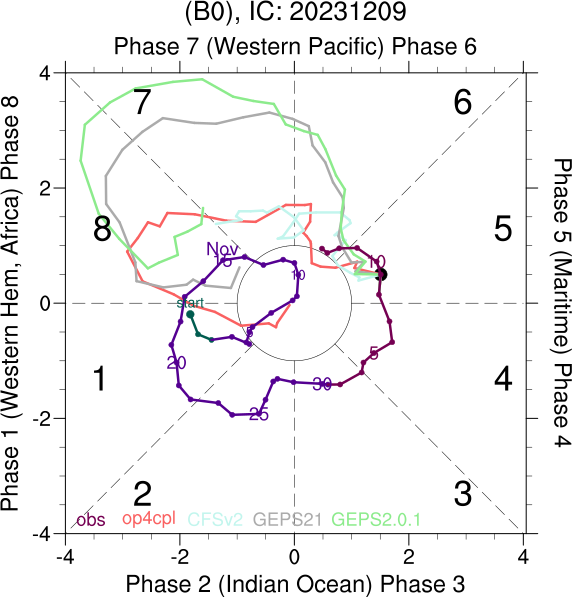 (B0), IC: 20231209
Phase 7 (Western Pacific) Phase 6
Phase 1 (Western Hem, Africa) Phase 8
Phase 5 (Maritime) Phase 4
4
2
0
-2
-4
7
6
8
5
1
4
2
3
Nov
15
10
10
start
5
5
20
30
25
obs op4cpl CFSv2 GEPS21 GEPS2.0.1
-4 -2 0 2 4
Phase 2 (Indian Ocean) Phase 3